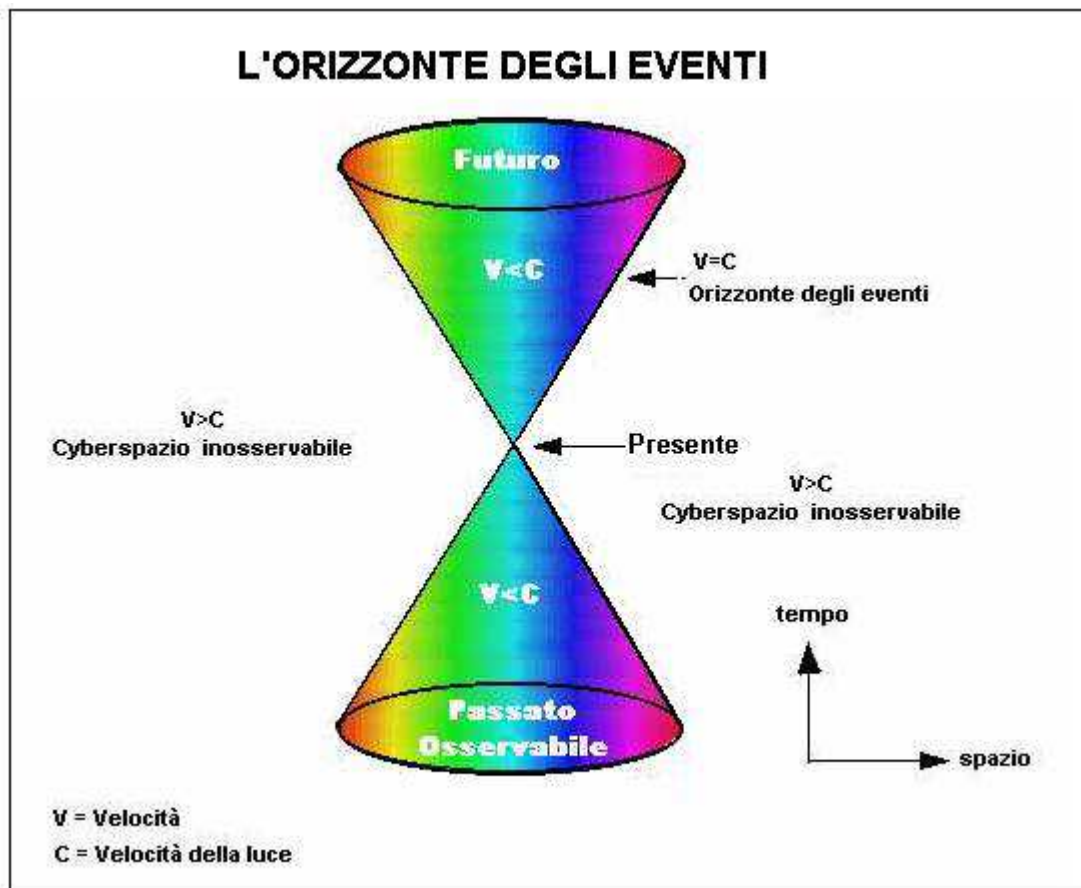 L'ORIZZONTE DEGLI EVENTI
Futuro
V<C
V=C
Orizzonte degli eventi
V>C
Cyberspazio inosservabile
Presente
V>C
Cyberspazio inosservabile
V<C
tempo
Passato
Osservabile
spazio
V = Velocità
C = Velocità della luce